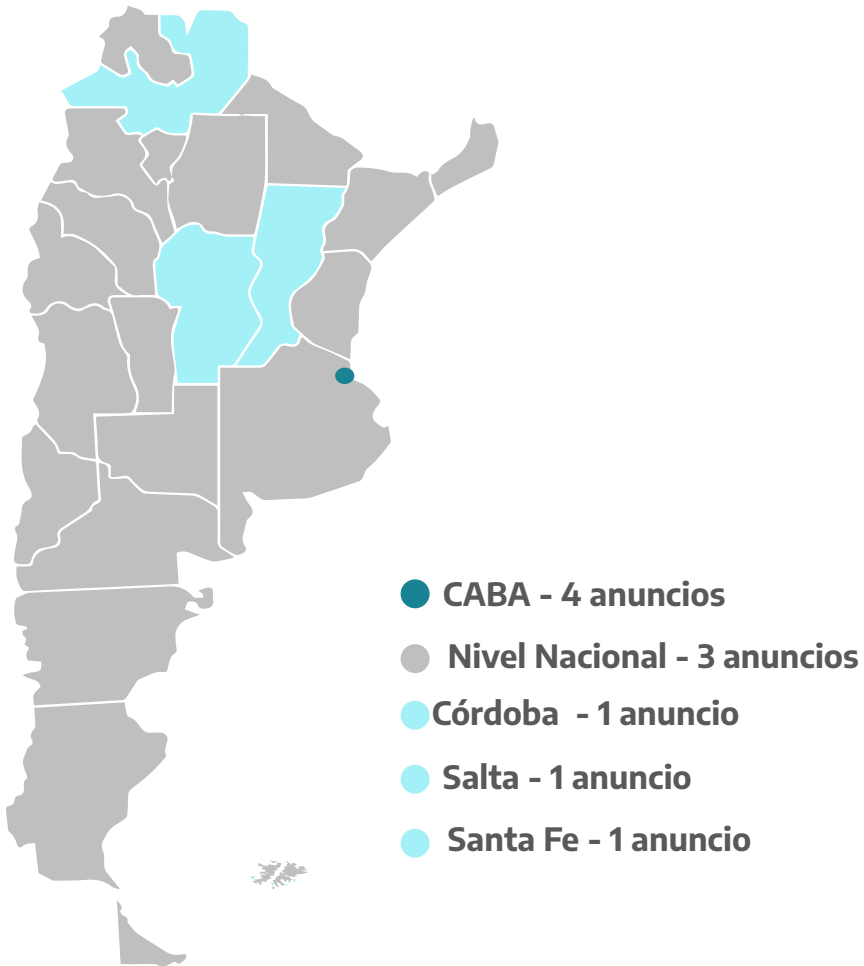 CABA - 4 anuncios
Nivel Nacional - 3 anuncios
Córdoba - 1 anuncio
Salta - 1 anuncio
Santa Fe - 1 anuncio